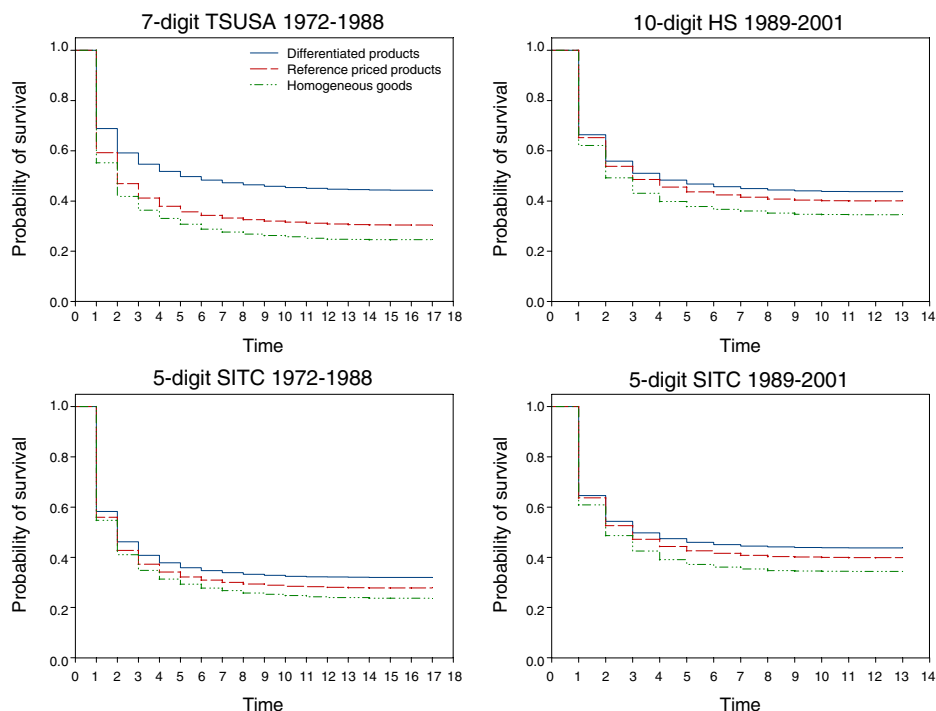 7-digit TSUSA 1972-1988
Probability of survival
1.0
0.8
0.6
0.4
0.2
0.0
Differentiated products
Reference priced products
Homogeneous goods
0 1 2 3 4 5 6 7 8 9 10 11 12 13 14 15 16 17 18
Time
10-digit HS 1989-2001
Probability of survival
1.0
0.8
0.6
0.4
0.2
0.0
0 1 2 3 4 5 6 7 8 9 10 11 12 13 14
Time
5-digit SITC 1972-1988
Probability of survival
1.0
0.8
0.6
0.4
0.2
0.0
0 1 2 3 4 5 6 7 8 9 10 11 12 13 14 15 16 17 18
Time
5-digit SITC 1989-2001
Probability of survival
1.0
0.8
0.6
0.4
0.2
0.0
0 1 2 3 4 5 6 7 8 9 10 11 12 13 14
Time